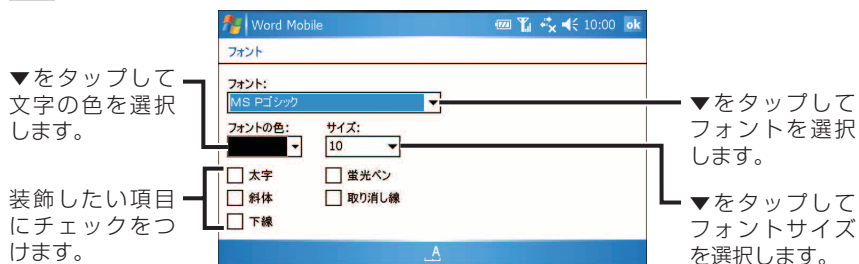 Word Mobile 10:00 ok
フォント
フォント:
MS Pゴシック
フォントの色: サイズ:
10
太字 蛍光ペン
斜体 取り消し線
下線
A
▼をタップして
文字の色を選択
します。
装飾したい項目
にチェックをつ
けます。
▼をタップして
フォントを選択
します。
▼をタップして
フォントサイズ
を選択します。